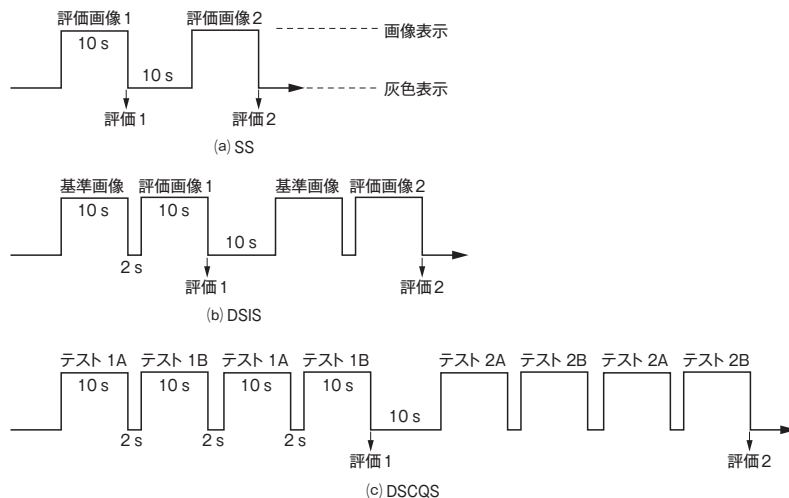 評価画像1 評価画像2
画像表示
10 s
10 s
灰色表示
評価1 評価2
(a) SS
基準画像 評価画像1 基準画像 評価画像2
10 s 10 s
10 s
2 s
評価1 評価2
(b) DSIS
テスト 1A テスト 1B テスト 1A テスト 1B テスト 2A テスト 2B テスト 2A テスト 2B
10 s 10 s 10 s 10 s
10 s
2 s 2 s 2 s
評価1 評価2
(c) DSCQS